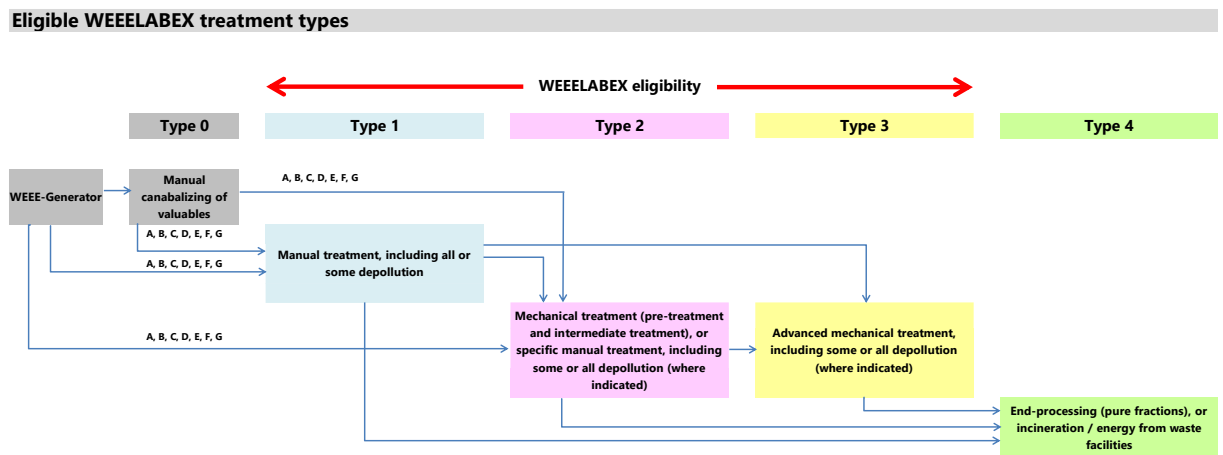 Eligible WEEELABEX treatment types
WEEELABEX eligibility
Type 0
Type 1
Type 2
Type 3
Type 4
WEEE-Generator
Manual
canabalizing of
valuables
A, B, C, D, E, F, G
A, B, C, D, E, F, G
A, B, C, D, E, F, G
Manual treatment, including all or
some depollution
A, B, C, D, E, F, G
Mechanical treatment (pre-treatment
and intermediate treatment), or
specific manual treatment, including
some or all depollution (where
indicated)
Advanced mechanical treatment,
including some or all depollution
(where indicated)
End-processing (pure fractions), or
incineration / energy from waste
facilities